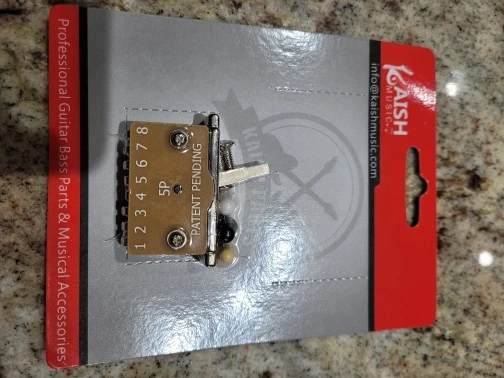 KAISH
MUSIC
info@kaishmusic.com
1 2 3 4 5 6 7 8
5P
PATENT PENDING
Professional Guitar Bass Parts & Musical Accessories